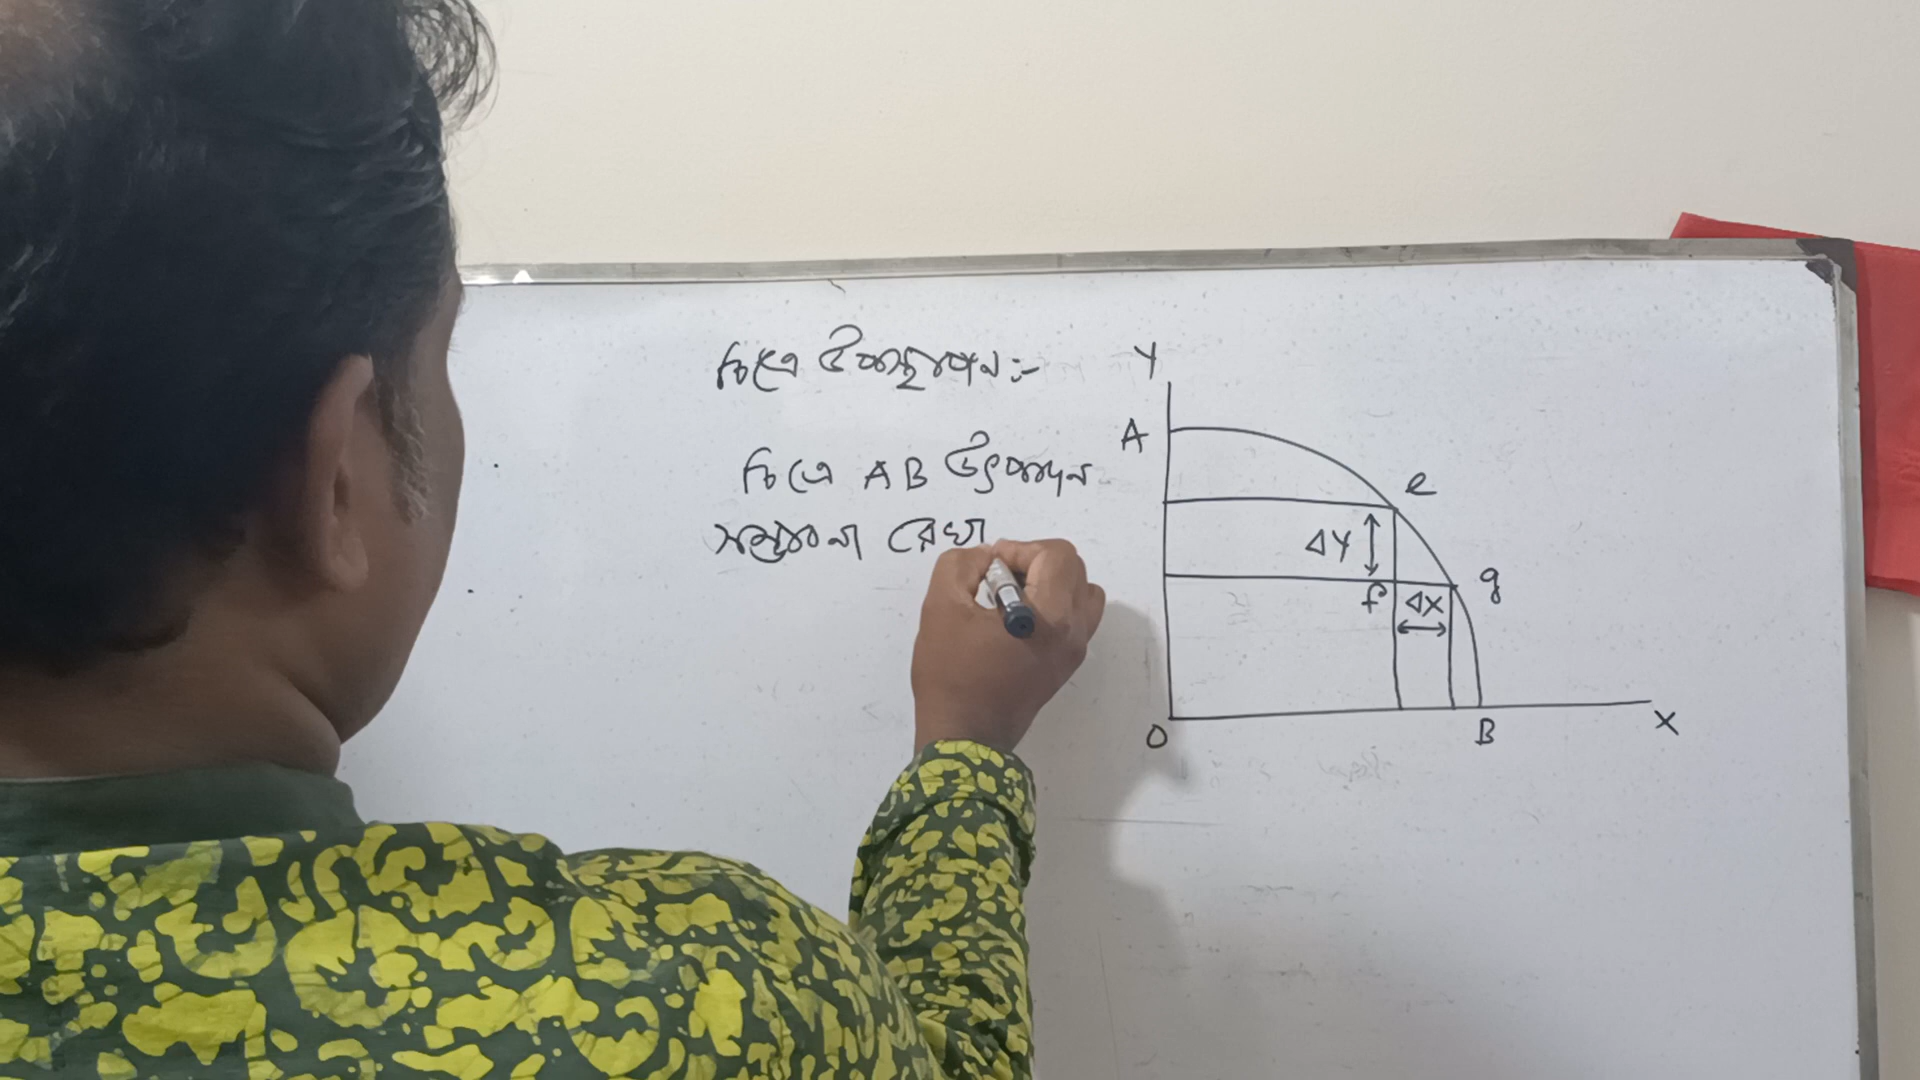 চিত্রে উপস্থাপন :-
চিত্রে AB উৎপাদন
সম্ভাবনা রেখা
Y
A
e
ΔY
f
ΔX
g
O
B
X